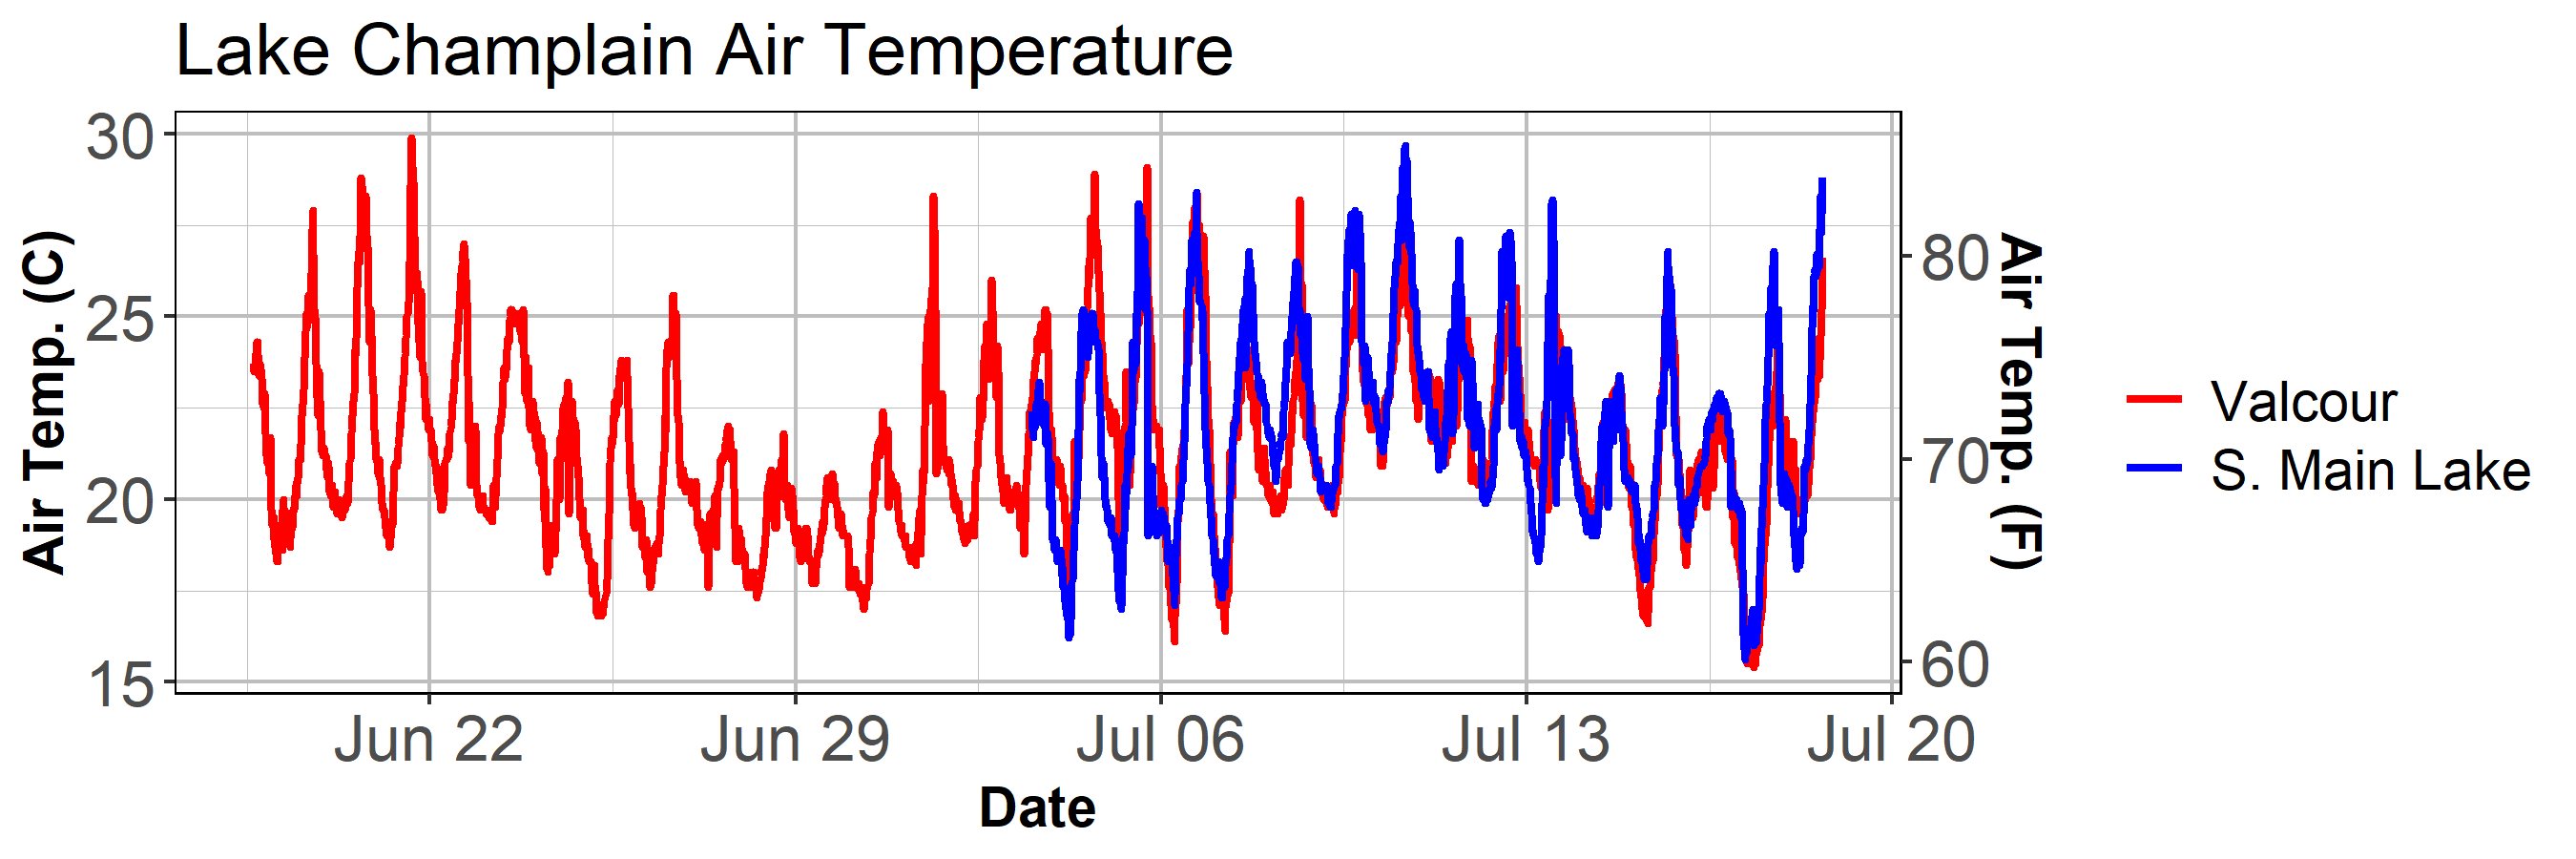 Lake Champlain Air Temperature
Air Temp. (C)
30
25
20
15
80
70
60
Air Temp. (F)
Jun 22
Jun 29
Jul 06
Jul 13
Jul 20
Date
Valcour
S. Main Lake